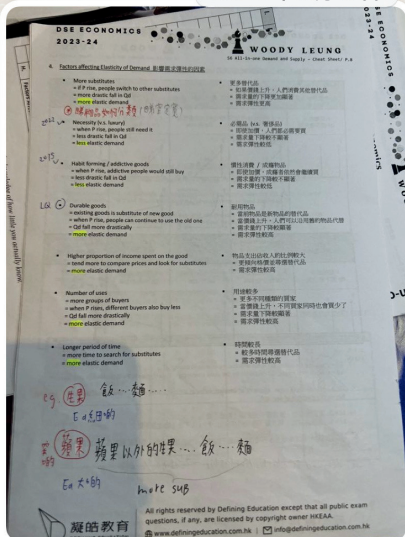 DSE ECONOMICS
2023-24
WOODY LEUNG
SS All-in-one Demand and Supply - Cheat Sheet: P.8
4. Factors affecting Elasticity of Demand 影響需求彈性的因素
• More substitutes
= if P rise, people switch to other substitutes
= more drastic fall in Qd
= more elastic demand
• 更多替代品
= 如果價錢上升，人們會買其他替代品
= 需求量的下降更加顯著
= 需求彈性更高
• Necessity (v.s. luxury)
= when P rise, people still need it
= less drastic fall in Qd
= less elastic demand
• 必需品 (v.s. 奢侈品)
= 即使加價，人們都必需要買
= 需求量下降較不顯著
= 需求彈性較低
• Habit forming / addictive goods
= when P rise, addictive people would still buy
= less drastic fall in Qd
= less elastic demand
• 慣性消費 / 成癮物品
= 即使加價，成癮者依然會繼續買
= 需求量的下降較不顯著
= 需求彈性較低
LQ
• Durable goods
= existing goods is substitute of new good
= when P rise, people can continue to use the old one
= Qd fall more drastically
= more elastic demand
• 耐用物品
= 當前物品是新物品的替代品
= 當價錢上升，人們可以沿用舊的物品代替
= 需求量的下降較顯著
= 需求彈性較高
• Higher proportion of income spent on the good
= tend to more compare prices and look for substitutes
= more elastic demand
• 物品支出佔收入的比例較大
= 更傾向格價並尋覓替代品
= 需求彈性較高
• Number of uses
= more groups of buyers
= when P rises, different buyers also buy less
= Qd fall more drastically
= more elastic demand
• 用途較多
= 更多不同種類的買家
= 當價錢上升，不同買家同時也會買少了
= 需求量下降較顯著
= 需求彈性較高
• Longer period of time
= more time to search for substitutes
= more elastic demand
• 時間較長
= 較多時間尋覓替代品
= 需求彈性較高
eg 生果 飯...麵...
蘋果 蘋果以外的生果...飯...麵
Ed 大的 more sub
凝皓教育
All rights reserved by Defining Education except that all public exam
questions, if any, are licensed by copyright owner HKEAA.
www.definingeducation.com.hk | info@definingeducation.com.hk